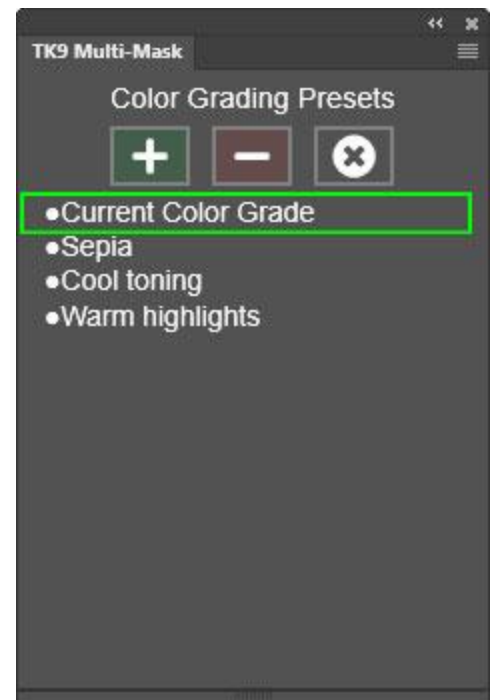 TK9 Multi-Mask
Color Grading Presets
●Current Color Grade
●Sepia
●Cool toning
●Warm highlights